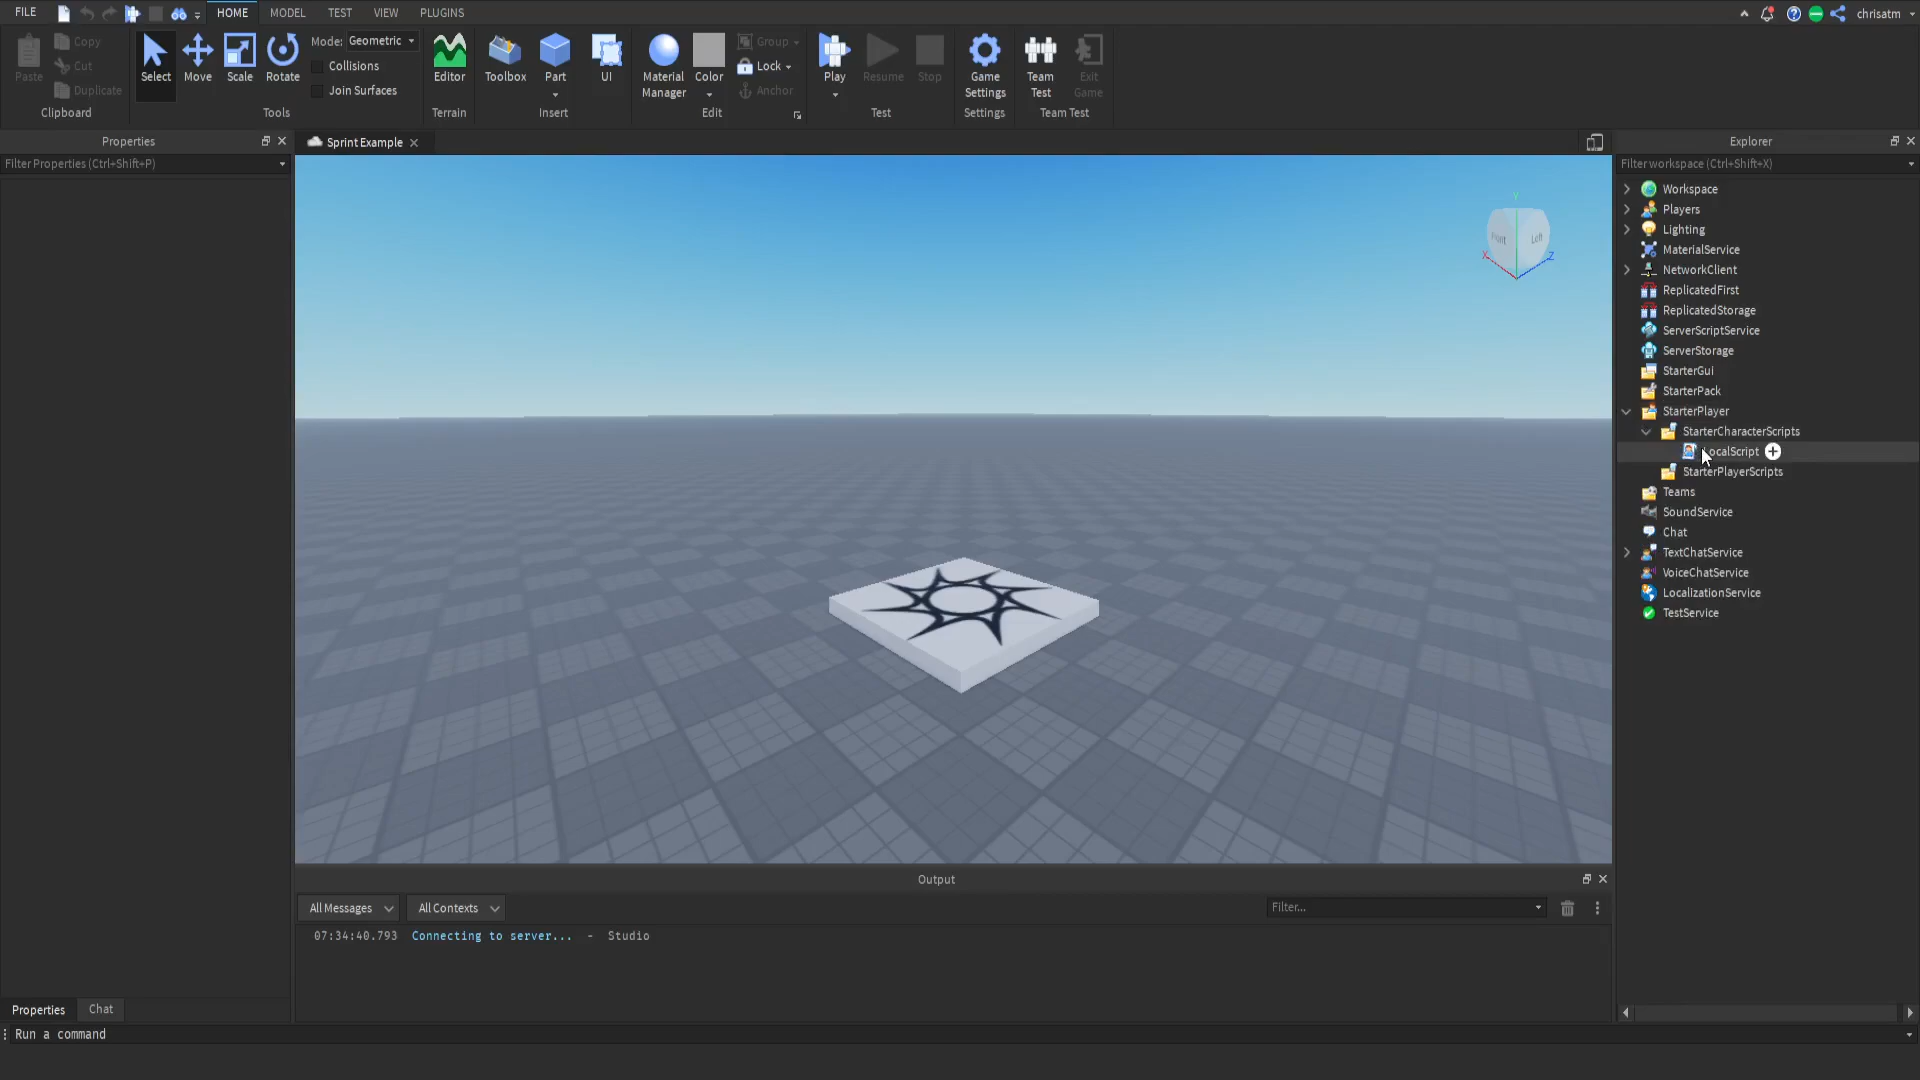 FILE
HOME
MODEL
TEST
VIEW
PLUGINS
chrisatm
Paste
Copy
Cut
Duplicate
Clipboard
Select
Move
Scale
Rotate
Mode: Geometric
Collisions
Join Surfaces
Tools
Editor
Terrain
Toolbox
Part
UI
Insert
Material
Manager
Color
Group
Lock
Anchor
Edit
Play
Resume
Stop
Test
Game
Settings
Settings
Team
Test
Exit
Game
Team Test
Properties
Filter Properties (Ctrl+Shift+P)
Sprint Example
Y
Front
Left
X
Z
Explorer
Filter workspace (Ctrl+Shift+X)
Workspace
Players
Lighting
MaterialService
NetworkClient
ReplicatedFirst
ReplicatedStorage
ServerScriptService
ServerStorage
StarterGui
StarterPack
StarterPlayer
StarterCharacterScripts
LocalScript
StarterPlayerScripts
Teams
SoundService
Chat
TextChatService
VoiceChatService
LocalizationService
TestService
Output
All Messages
All Contexts
Filter...
07:34:40.793 Connecting to server... - Studio
Properties
Chat
Run a command